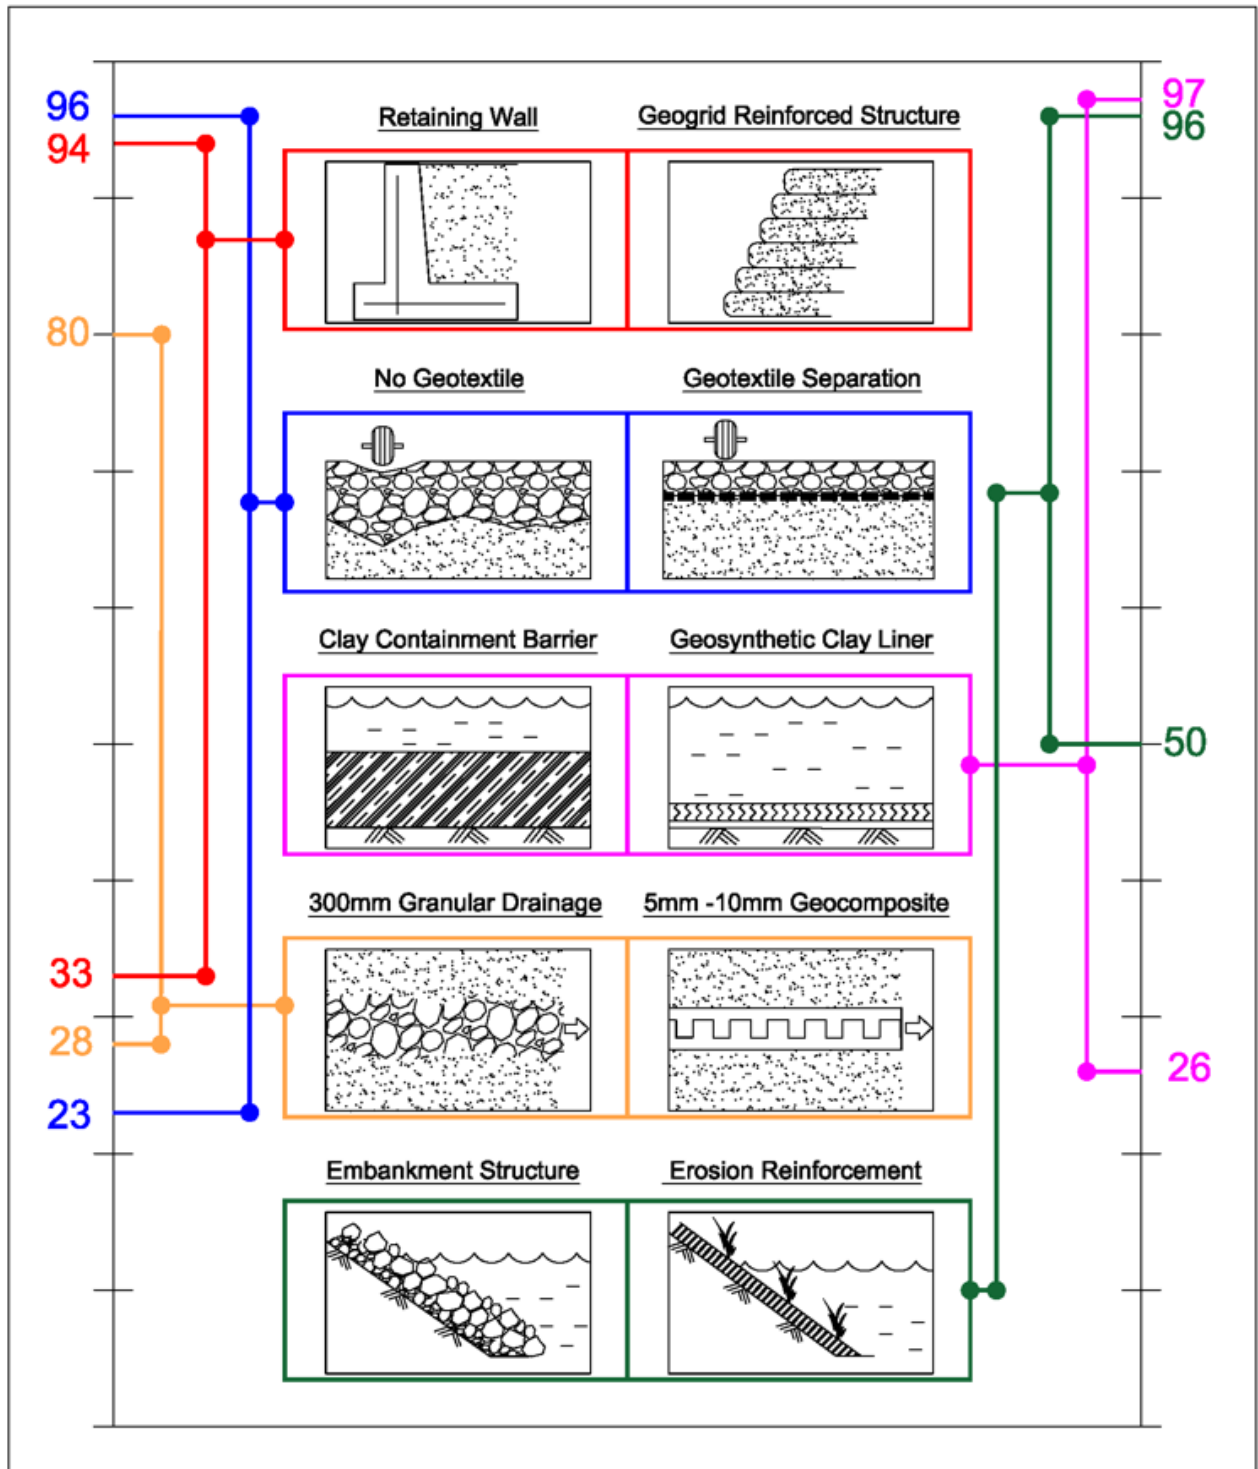 96
94
80
33
28
23
Retaining Wall
Geogrid Reinforced Structure
No Geotextile
Geotextile Separation
Clay Containment Barrier
Geosynthetic Clay Liner
300mm Granular Drainage
5mm -10mm Geocomposite
Embankment Structure
Erosion Reinforcement
97
96
50
26